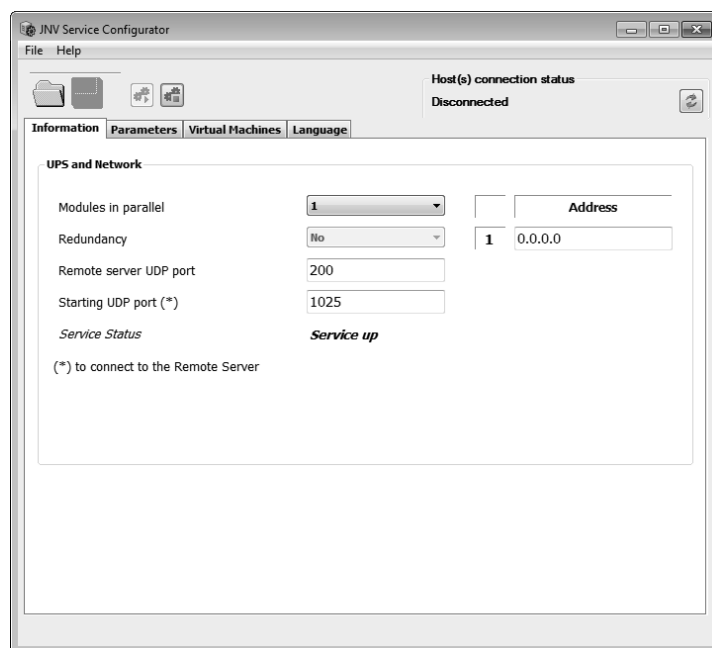 JNV Service Configurator
File Help
Host(s) connection status
Disconnected
Information Parameters Virtual Machines Language
UPS and Network
Modules in parallel 1 Address
Redundancy No 1 0.0.0.0
Remote server UDP port 200
Starting UDP port (*) 1025
Service Status Service up
(*) to connect to the Remote Server